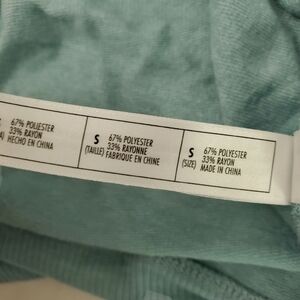 67% POLIESTER
33% RAYON
HECHO EN CHINA
S
(TAILLE)
67% POLYESTER
33% RAYONNE
FABRIQUE EN CHINE
S
(SIZE)
67% POLYESTER
33% RAYON
MADE IN CHINA